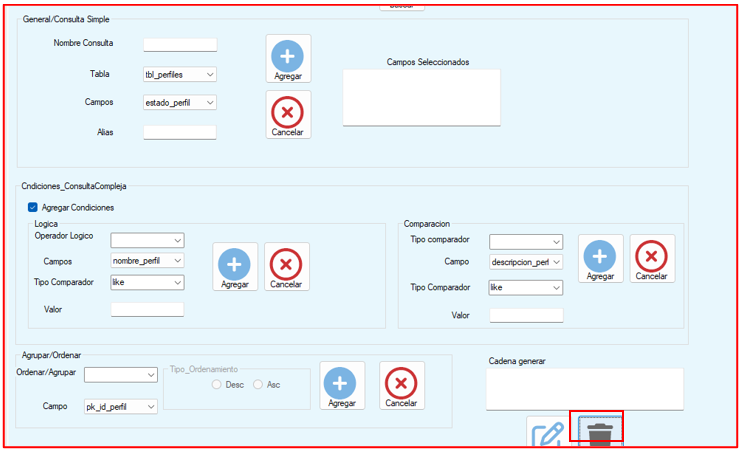 General/Consulta Simple
Nombre Consulta
Tabla
tbl_perfiles
Campos
estado_perfil
Alias
Agregar
Cancelar
Campos Seleccionados
Cndiciones_ConsultaCompleja
Agregar Condiciones
Logica
Operador Logico
Campos
nombre_perfil
Tipo Comparador
like
Valor
Agregar
Cancelar
Comparacion
Tipo comparador
Campo
descripcion_perl
Tipo Comparador
like
Valor
Agregar
Cancelar
Agrupar/Ordenar
Ordenar/Agrupar
Campo
pk_id_perfil
Tipo_Ordenamiento
Desc
Asc
Agregar
Cancelar
Cadena generar